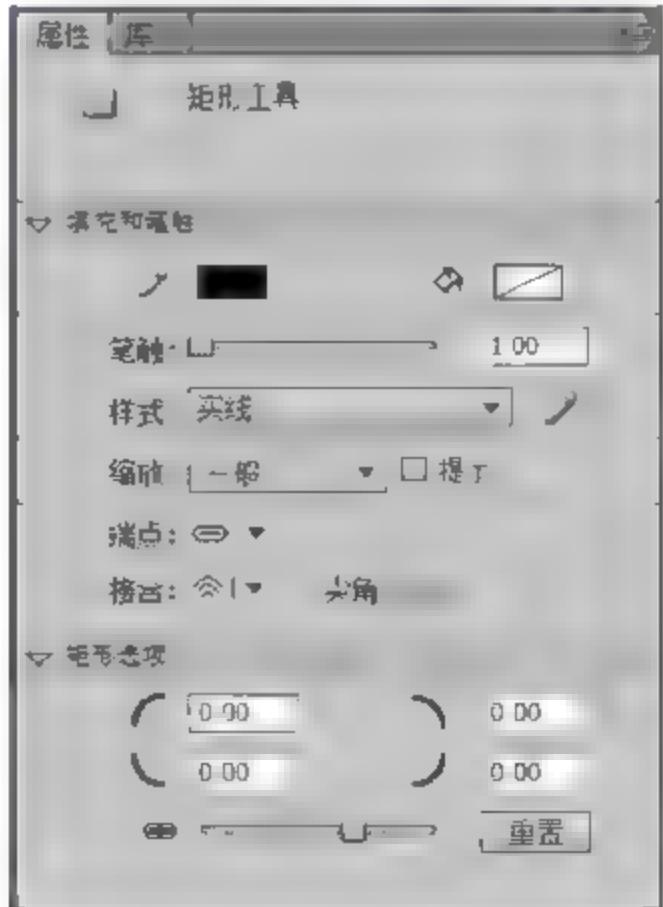 属性 库
矩形工具
填充和笔触
笔触: 1.00
样式 实线
缩放: 一般 提示
端点:
接合: 尖角
矩形选项
0.00 0.00
0.00 0.00
重置